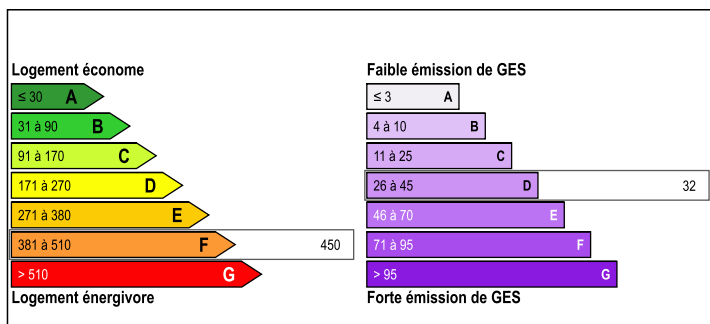 Logement économe
≤ 30 A
31 à 90 B
91 à 170 C
171 à 270 D
271 à 380 E
381 à 510 F 450
> 510 G
Logement énergivore
Faible émission de GES
≤ 3 A
4 à 10 B
11 à 25 C
26 à 45 D 32
46 à 70 E
71 à 95 F
> 95 G
Forte émission de GES